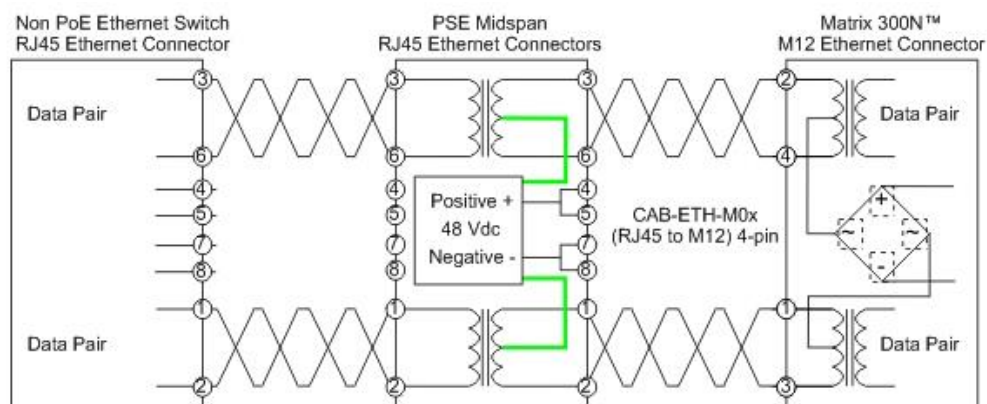 Non PoE Ethernet Switch
RJ45 Ethernet Connector
PSE Midspan
RJ45 Ethernet Connectors
Matrix 300N™
M12 Ethernet Connector
3 3 3 2
Data Pair Data Pair
6 6 6 4
4 4 4
5 5 5
7 7 7
8 8 8
Positive +
48 Vdc
Negative -
CAB-ETH-M0x
(RJ45 to M12) 4-pin
+
~ ~
-
1 1 1 1
Data Pair Data Pair
2 2 2 3